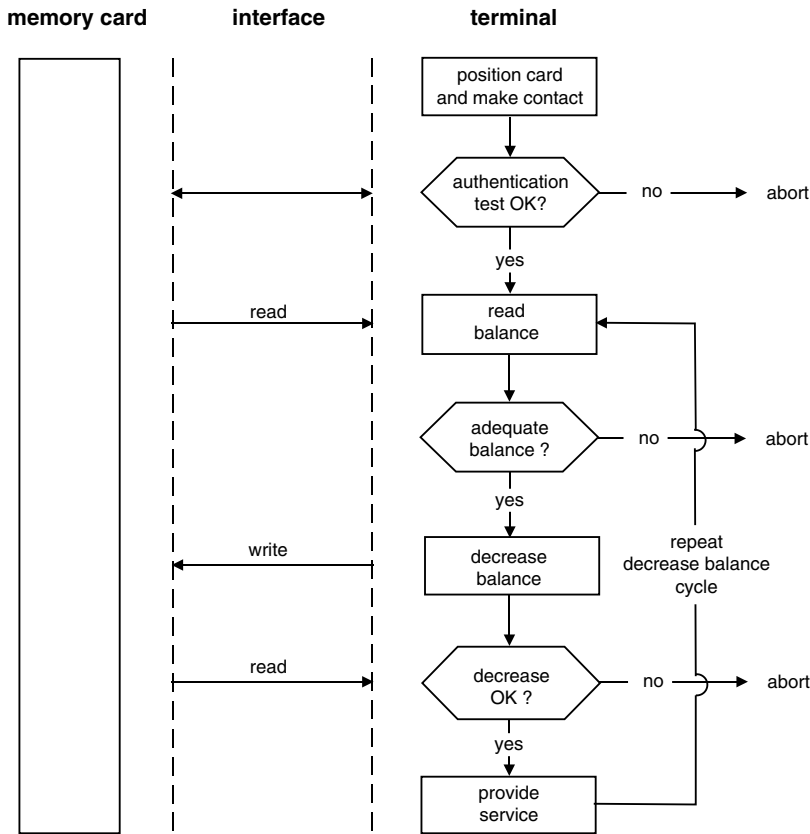 memory card
interface
terminal
position card
and make contact
authentication
test OK?
no
abort
yes
read
read
balance
adequate
balance ?
no
abort
yes
write
decrease
balance
repeat
decrease balance
cycle
read
decrease
OK ?
no
abort
yes
provide
service